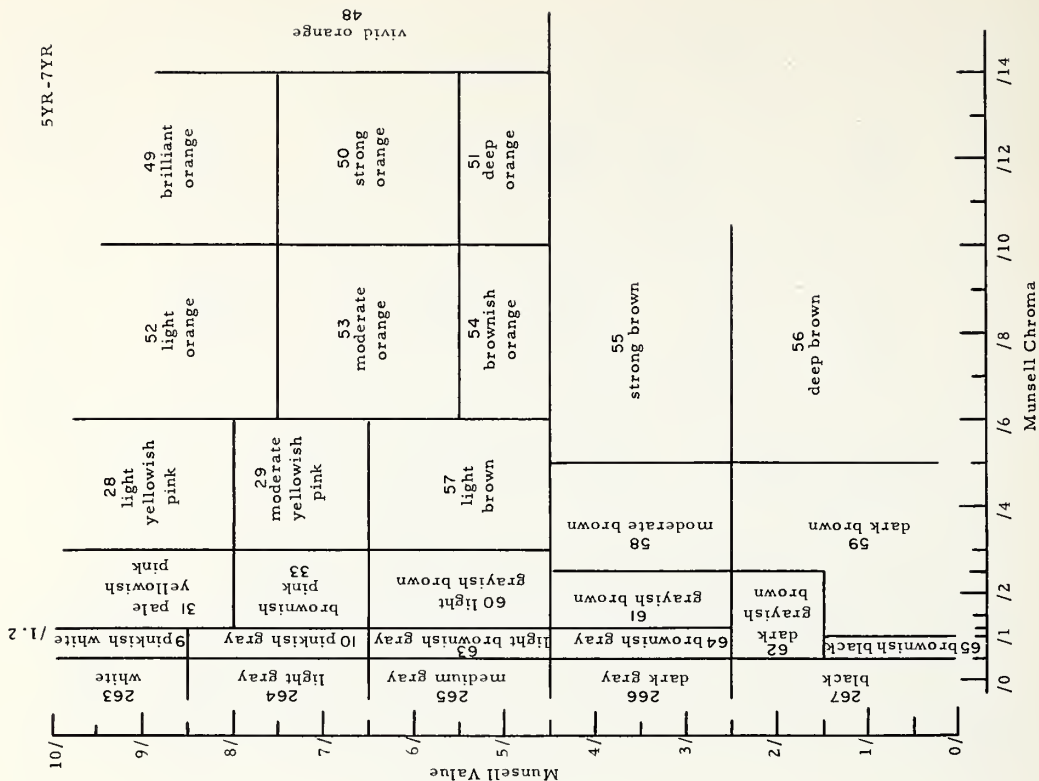 5YR-7YR
48
vivid orange
49
brilliant
orange
50
strong
orange
51
deep
orange
52
light
orange
53
moderate
orange
54
brownish
orange
55
strong brown
56
deep brown
28
light
yellowish
pink
29
moderate
yellowish
pink
57
light
brown
58
moderate brown
59
dark brown
31 pale
yellowish
pink
33
brownish
pink
60 light
grayish brown
61
grayish brown
62
dark
grayish
brown
9 pinkish white
10 pinkish gray
63
light brownish gray
64 brownish gray
65 brownish black
263
white
264
light gray
265
medium gray
266
dark gray
267
black
10/
9/
8/
7/
6/
5/
4/
3/
2/
1/
0/
Munsell Value
/0
/1
/1.2
/2
/4
/6
/8
/10
/12
/14
Munsell Chroma